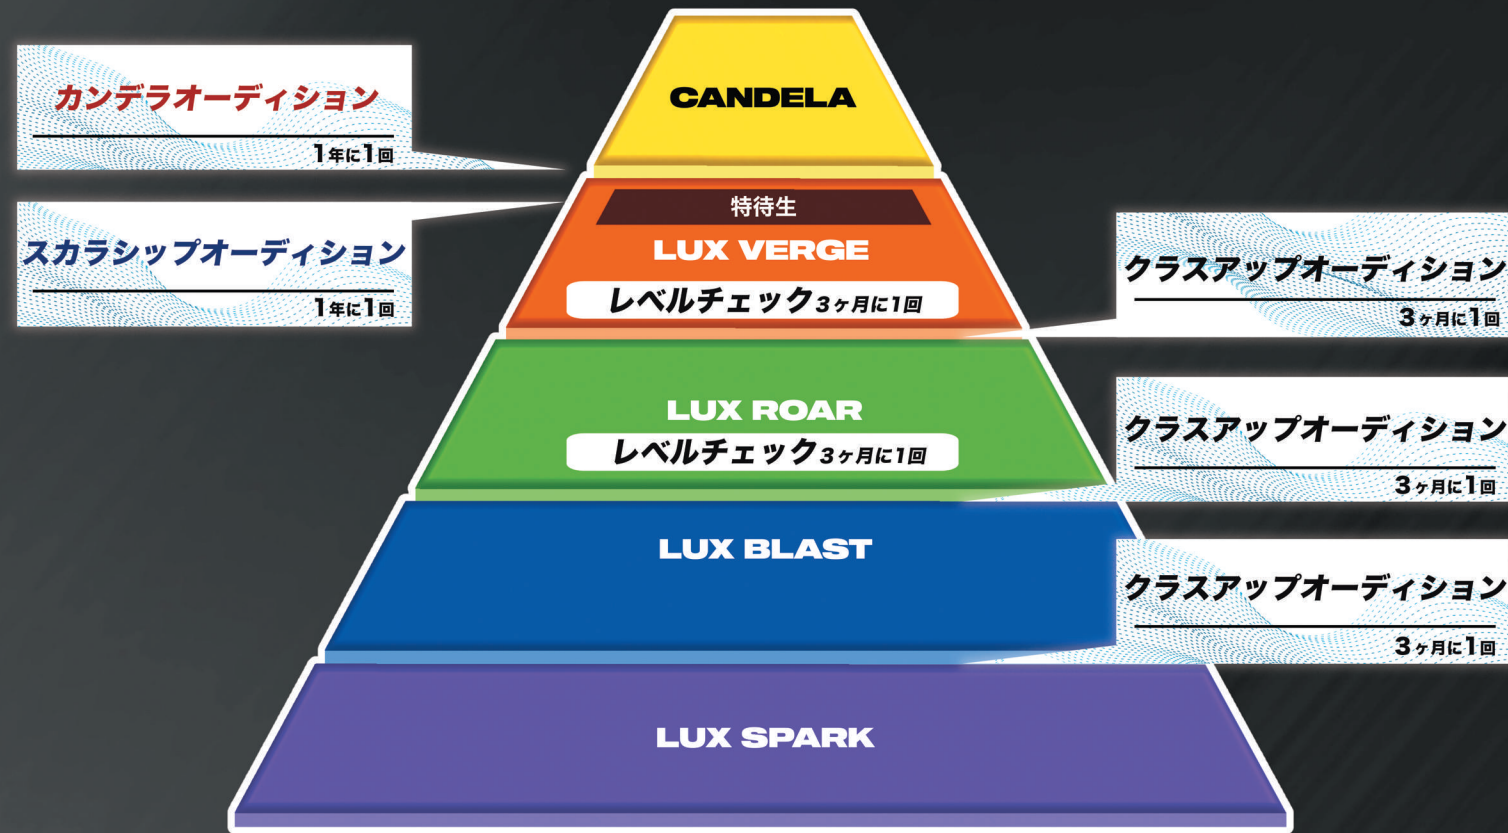 CANDELA
カンデラオーディション
1年に1回
スカラシップオーディション
1年に1回
特待生
LUX VERGE
レベルチェック3ヶ月に1回
クラスアップオーディション
3ヶ月に1回
LUX ROAR
レベルチェック3ヶ月に1回
クラスアップオーディション
3ヶ月に1回
LUX BLAST
クラスアップオーディション
3ヶ月に1回
LUX SPARK